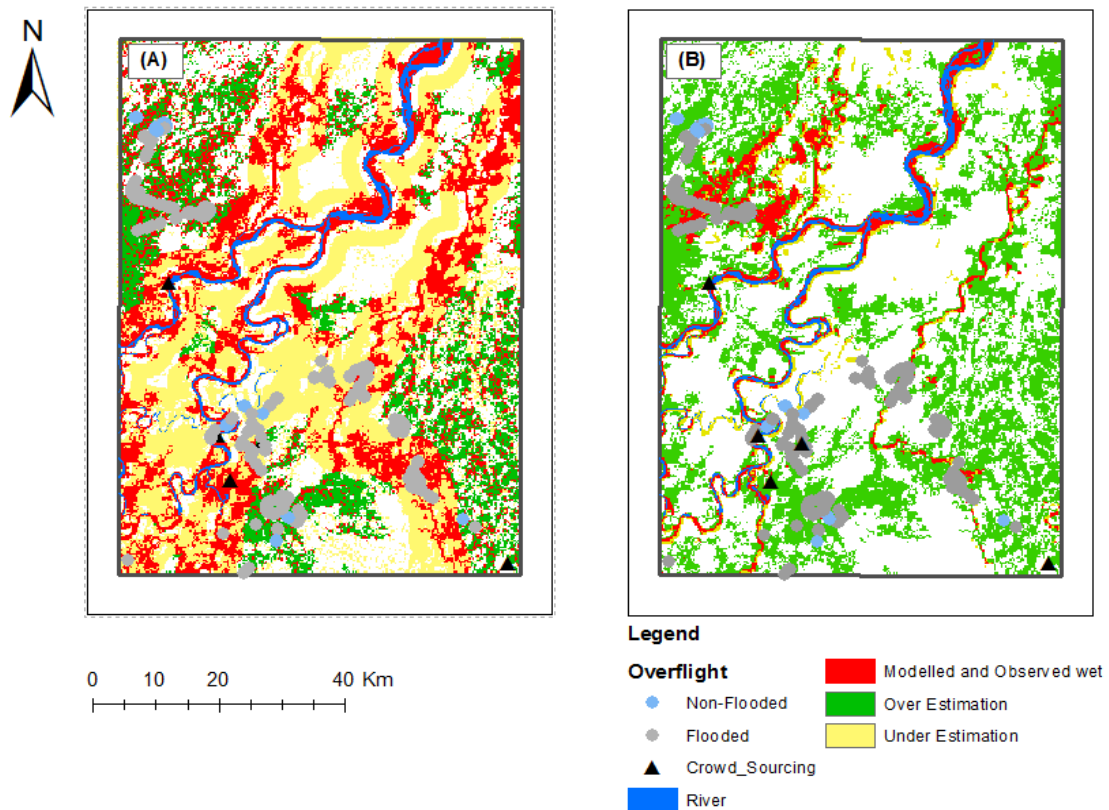 N
(A)
(B)
0 10 20 40 Km
Legend
Overflight
Non-Flooded
Flooded
Crowd_Sourcing
River
Modelled and Observed wet
Over Estimation
Under Estimation